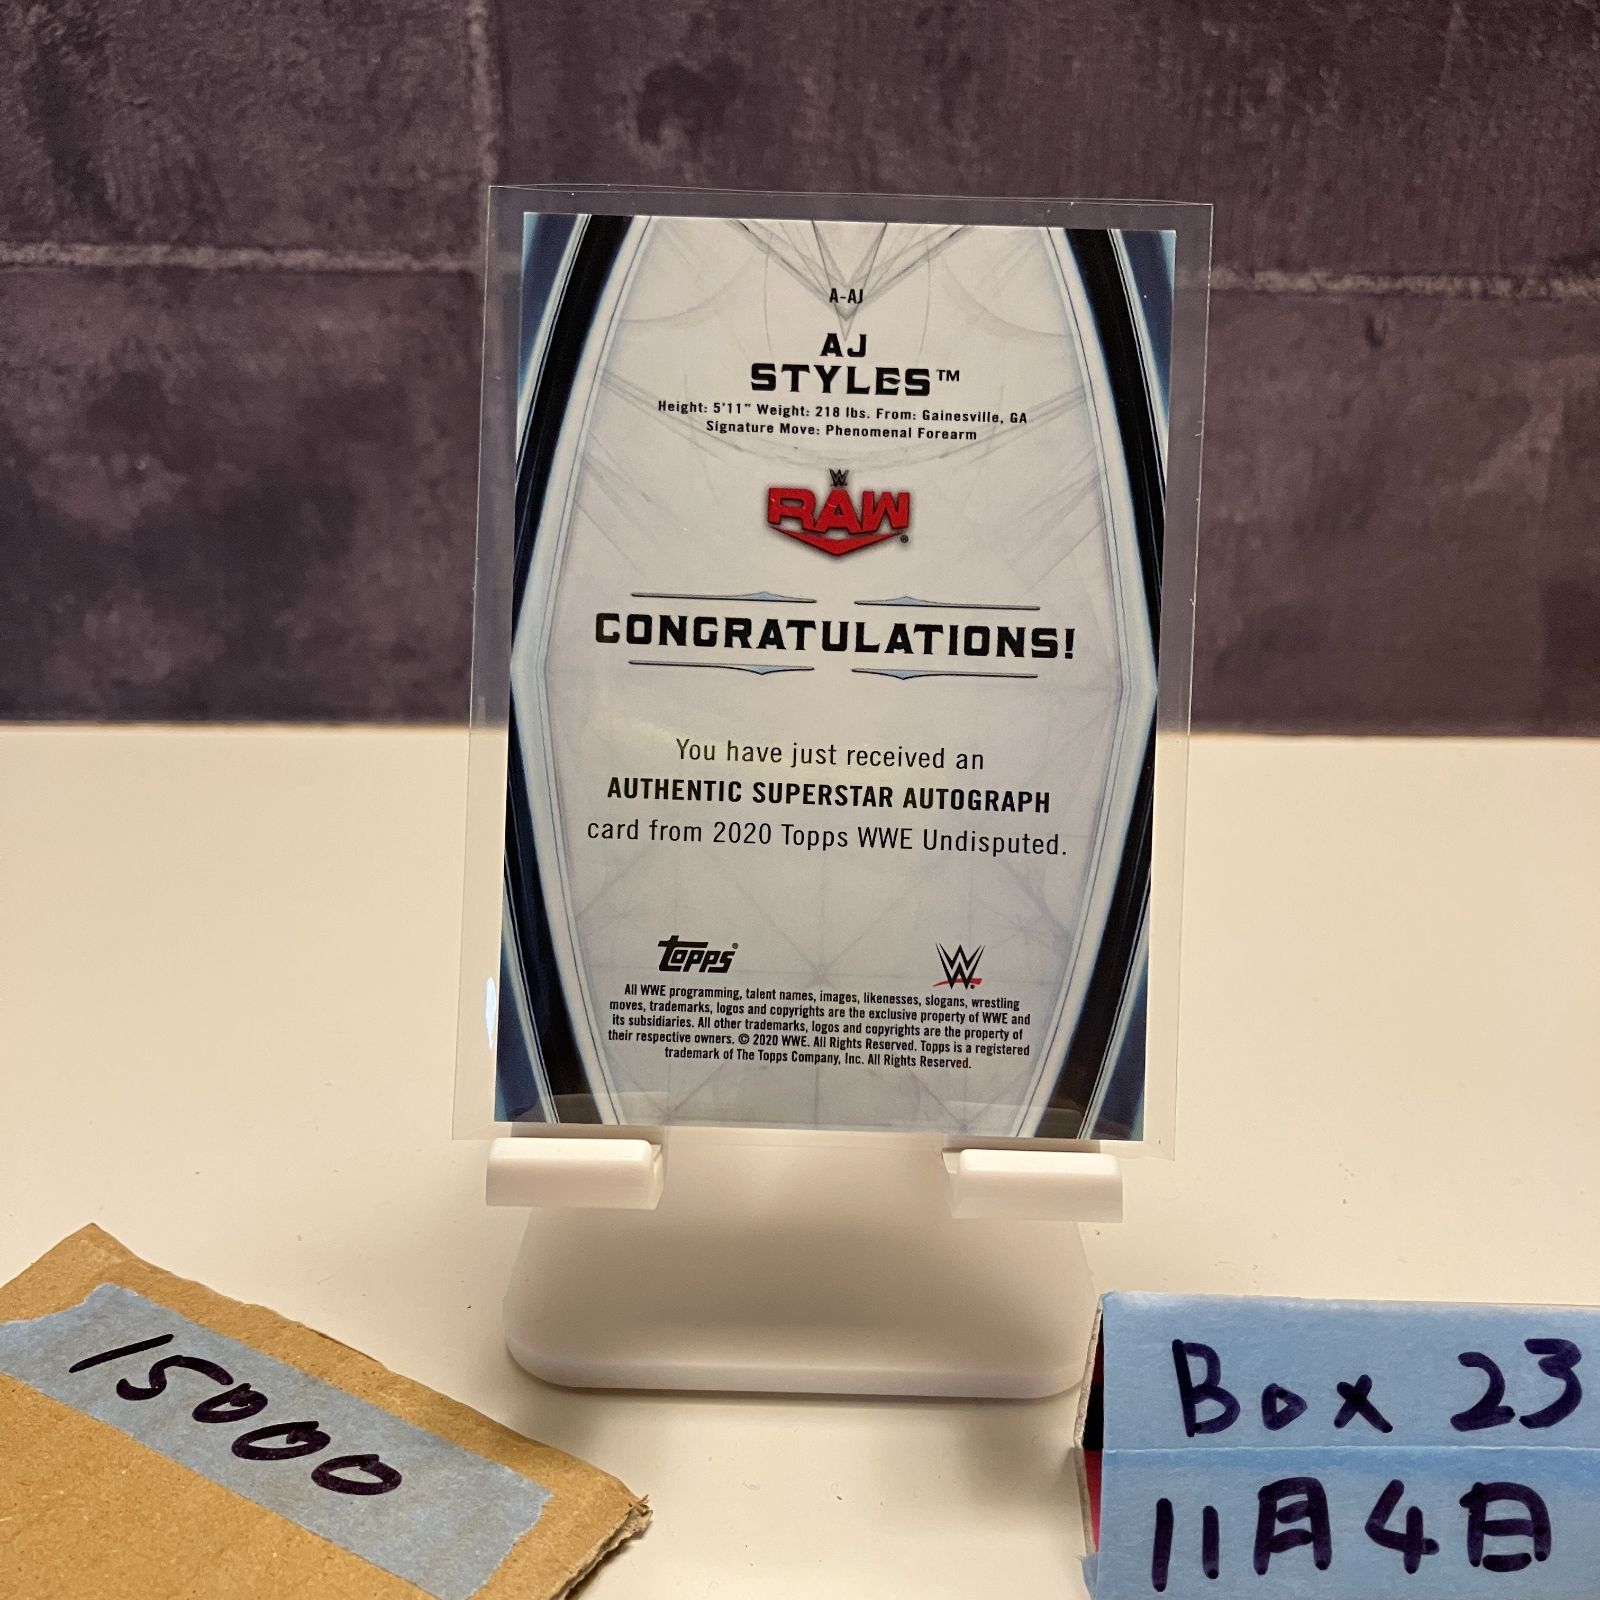 A-AJ
AJ
STYLES™
Height: 5'11" Weight: 218 lbs. From: Gainesville, GA
Signature Move: Phenomenal Forearm
W
RAW®
CONGRATULATIONS!
You have just received an
AUTHENTIC SUPERSTAR AUTOGRAPH
card from 2020 Topps WWE Undisputed.
topps®
W
All WWE programming, talent names, images, likenesses, slogans, wrestling
moves, trademarks, logos and copyrights are the exclusive property of WWE and
its subsidiaries. All other trademarks, logos and copyrights are the property of
their respective owners. © 2020 WWE. All Rights Reserved. Topps is a registered
trademark of The Topps Company, Inc. All Rights Reserved.
15000
Box 23
11月4日